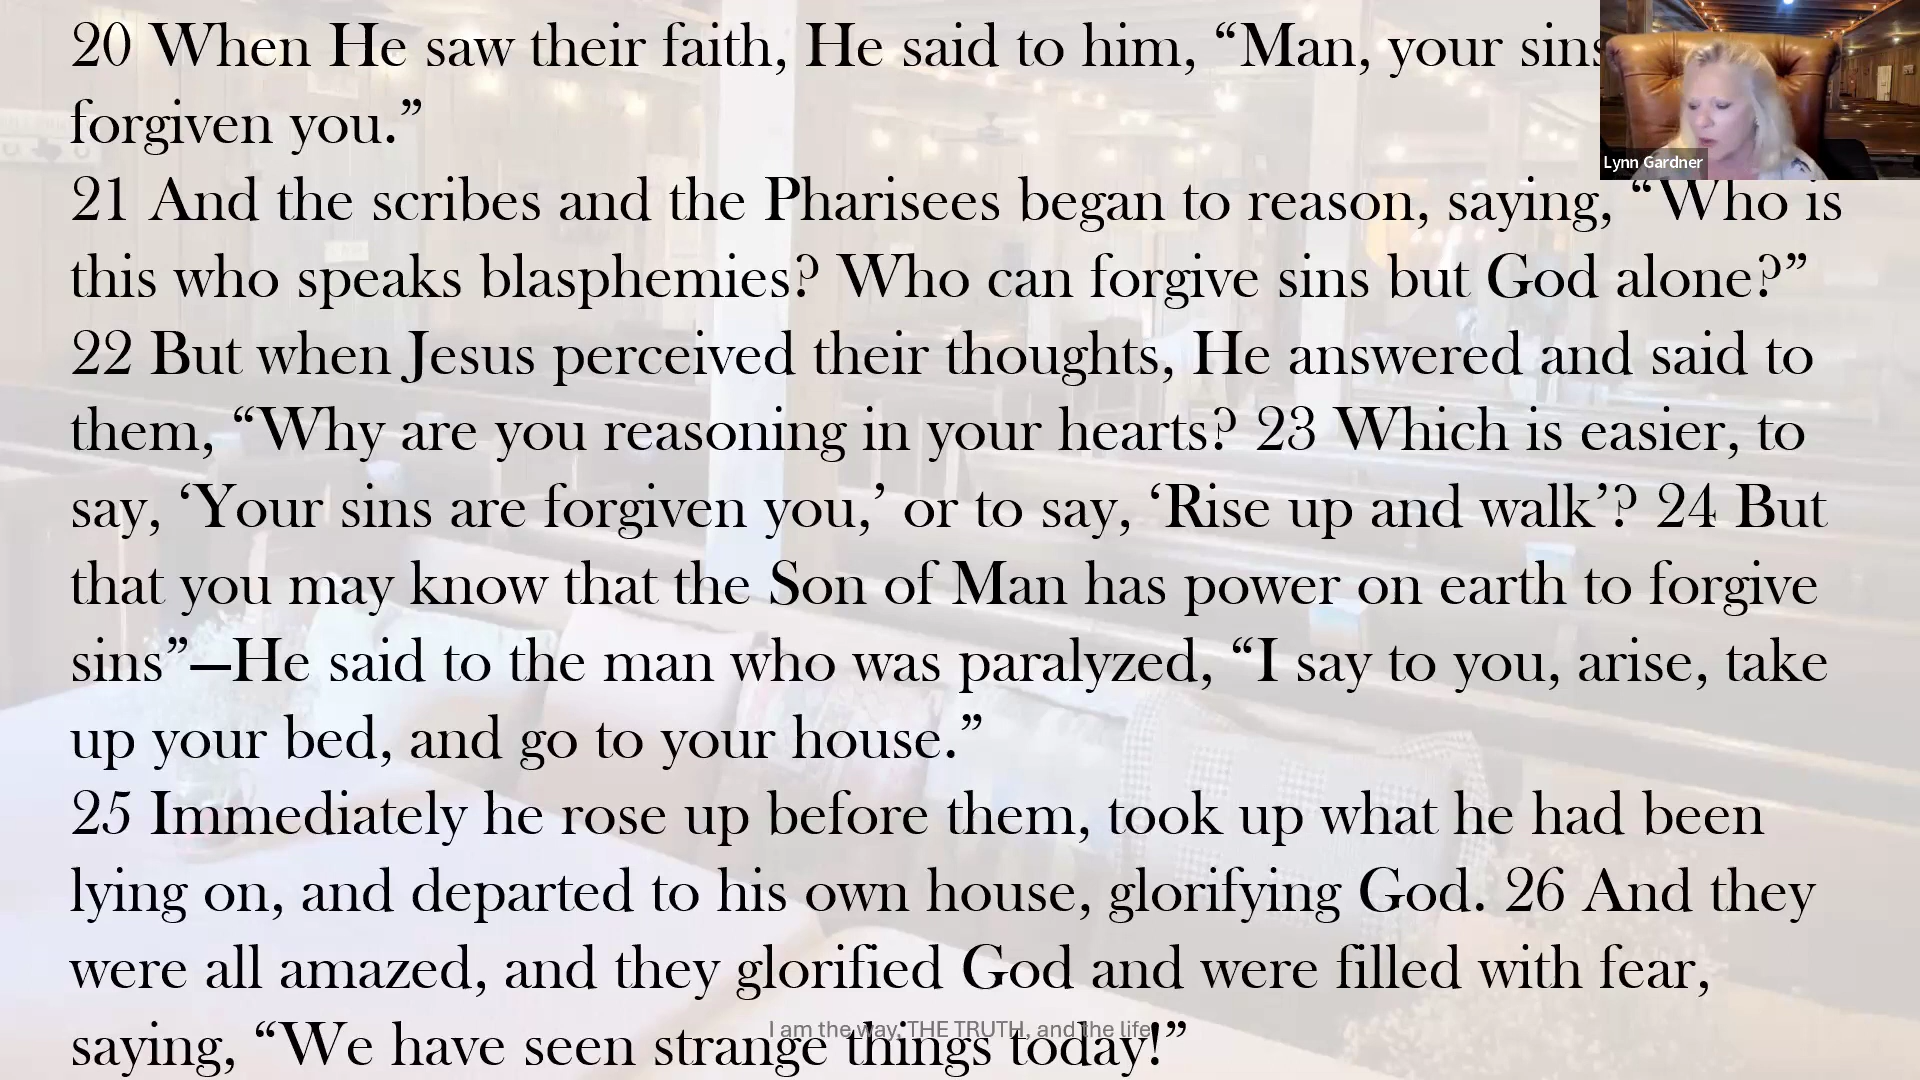 20 When He saw their faith, He said to him, “Man, your sins
forgiven you.”
Lynn Gardner
21 And the scribes and the Pharisees began to reason, saying, “Who is
this who speaks blasphemies? Who can forgive sins but God alone?”
22 But when Jesus perceived their thoughts, He answered and said to
them, “Why are you reasoning in your hearts? 23 Which is easier, to
say, ‘Your sins are forgiven you,’ or to say, ‘Rise up and walk’? 24 But
that you may know that the Son of Man has power on earth to forgive
sins”—He said to the man who was paralyzed, “I say to you, arise, take
up your bed, and go to your house.”
25 Immediately he rose up before them, took up what he had been
lying on, and departed to his own house, glorifying God. 26 And they
were all amazed, and they glorified God and were filled with fear,
saying, “We have seen strange things today!”
I am the way, THE TRUTH, and the life